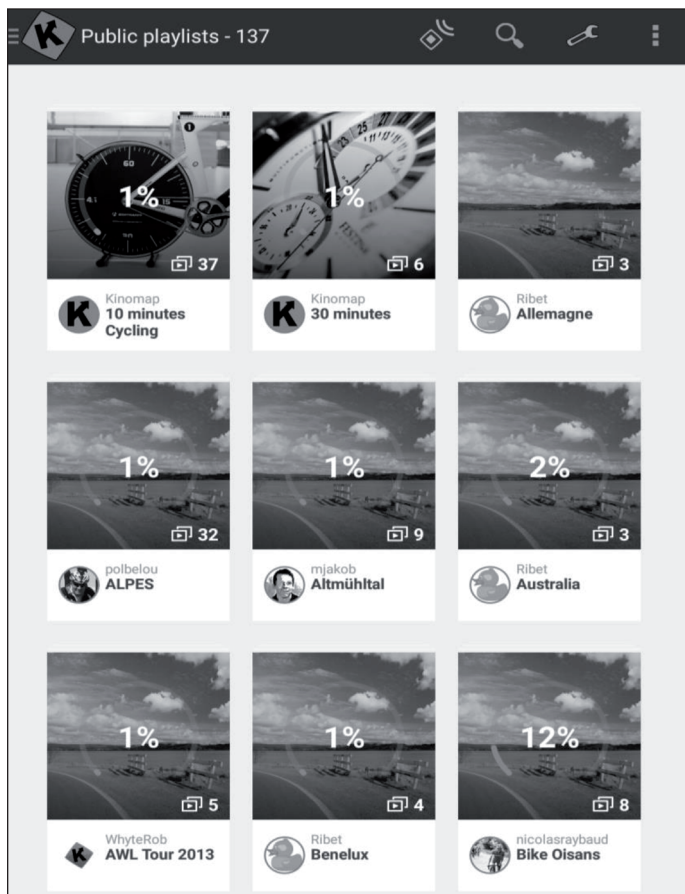 Public playlists - 137
1%
37
Kinomap
10 minutes
Cycling
1%
6
Kinomap
30 minutes
3
Ribet
Allemagne
1%
32
polbelou
ALPES
1%
9
mjakob
Altmühltal
2%
3
Ribet
Australia
1%
5
WhyteRob
AWL Tour 2013
1%
4
Ribet
Benelux
12%
8
nicolasraybaud
Bike Oisans